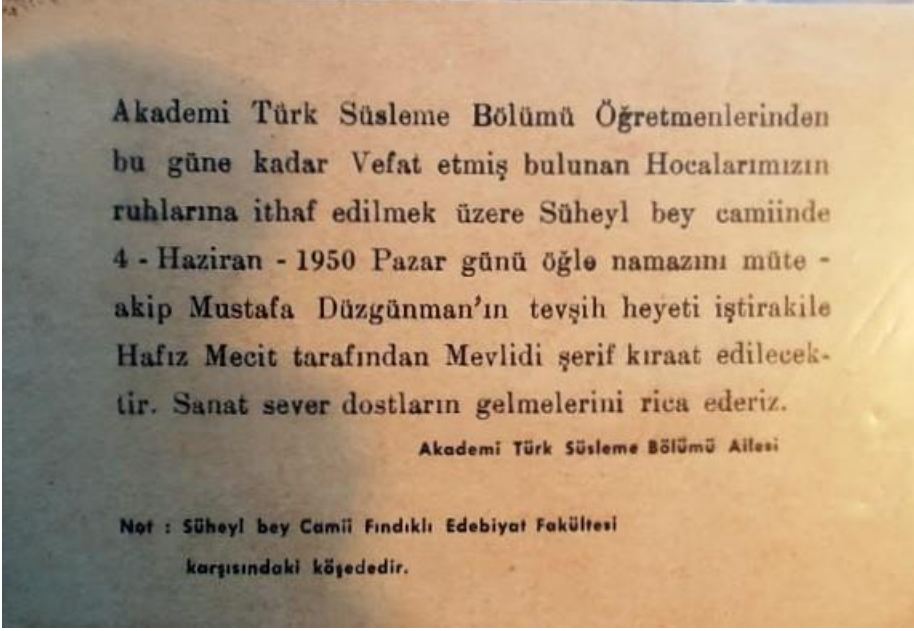 Akademi Türk Süsleme Bölümü Öğretmenlerinden
bu güne kadar Vefat etmiş bulunan Hocalarımızın
ruhlarına ithaf edilmek üzere Süheyl bey camiinde
4 - Haziran - 1950 Pazar günü öğle namazını müte -
akip Mustafa Düzgünman'ın tevşih heyeti iştirakile
Hafız Mecit tarafından Mevlidi şerif kıraat edilecek-
tir. Sanat sever dostların gelmelerini rica ederiz.
Akademi Türk Süsleme Bölümü Ailesi
Not : Süheyl bey Camii Fındıklı Edebiyat Fakültesi
karşısındaki köşededir.